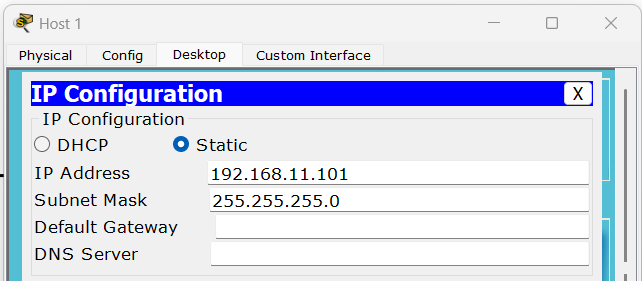 Host 1
Physical Config Desktop Custom Interface
IP Configuration X
IP Configuration
DHCP Static
IP Address 192.168.11.101
Subnet Mask 255.255.255.0
Default Gateway
DNS Server